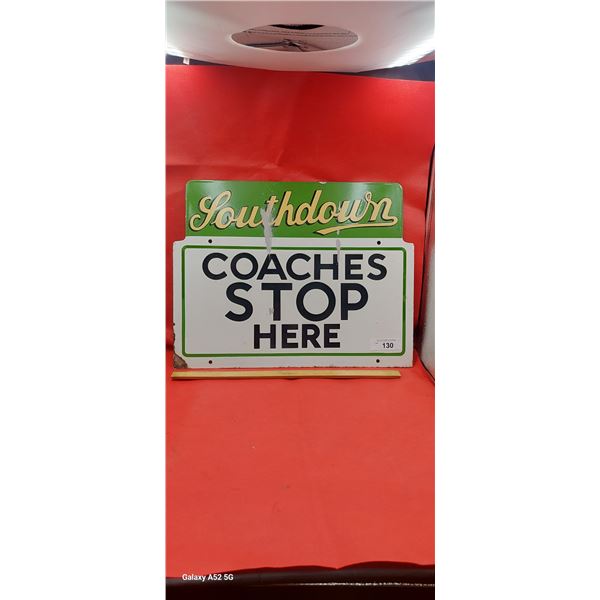 Southdown
COACHES
STOP
HERE
130
Galaxy A52 5G